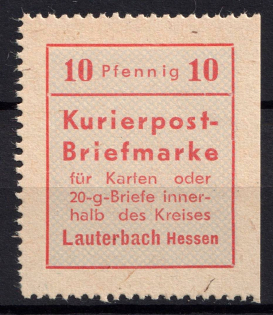 10 Pfennig 10
Kurierpost-
Briefmarke
für Karten oder
20-g-Briefe inner-
halb des Kreises
Lauterbach Hessen